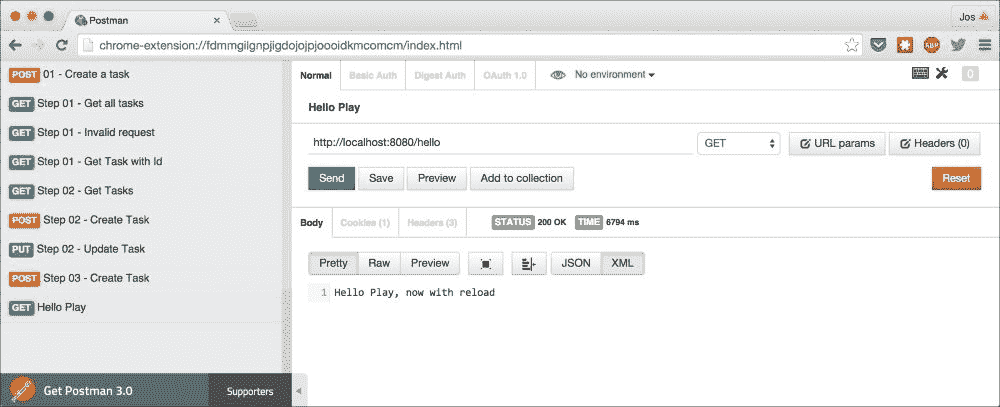 Postman
Jos
chrome-extension://fdmmgilgnpjigdojojpjoooidkmcomcm/index.html
ABP
POST 01 - Create a task
GET Step 01 - Get all tasks
GET Step 01 - Invalid request
GET Step 01 - Get Task with Id
GET Step 02 - Get Tasks
POST Step 02 - Create Task
PUT Step 02 - Update Task
POST Step 03 - Create Task
GET Hello Play
Get Postman 3.0 Supporters
Normal Basic Auth Digest Auth OAuth 1.0 No environment 0
Hello Play
http://localhost:8080/hello GET URL params Headers (0)
Send Save Preview Add to collection Reset
Body Cookies (1) Headers (3) STATUS 200 OK TIME 6794 ms
Pretty Raw Preview JSON XML
1 Hello Play, now with reload